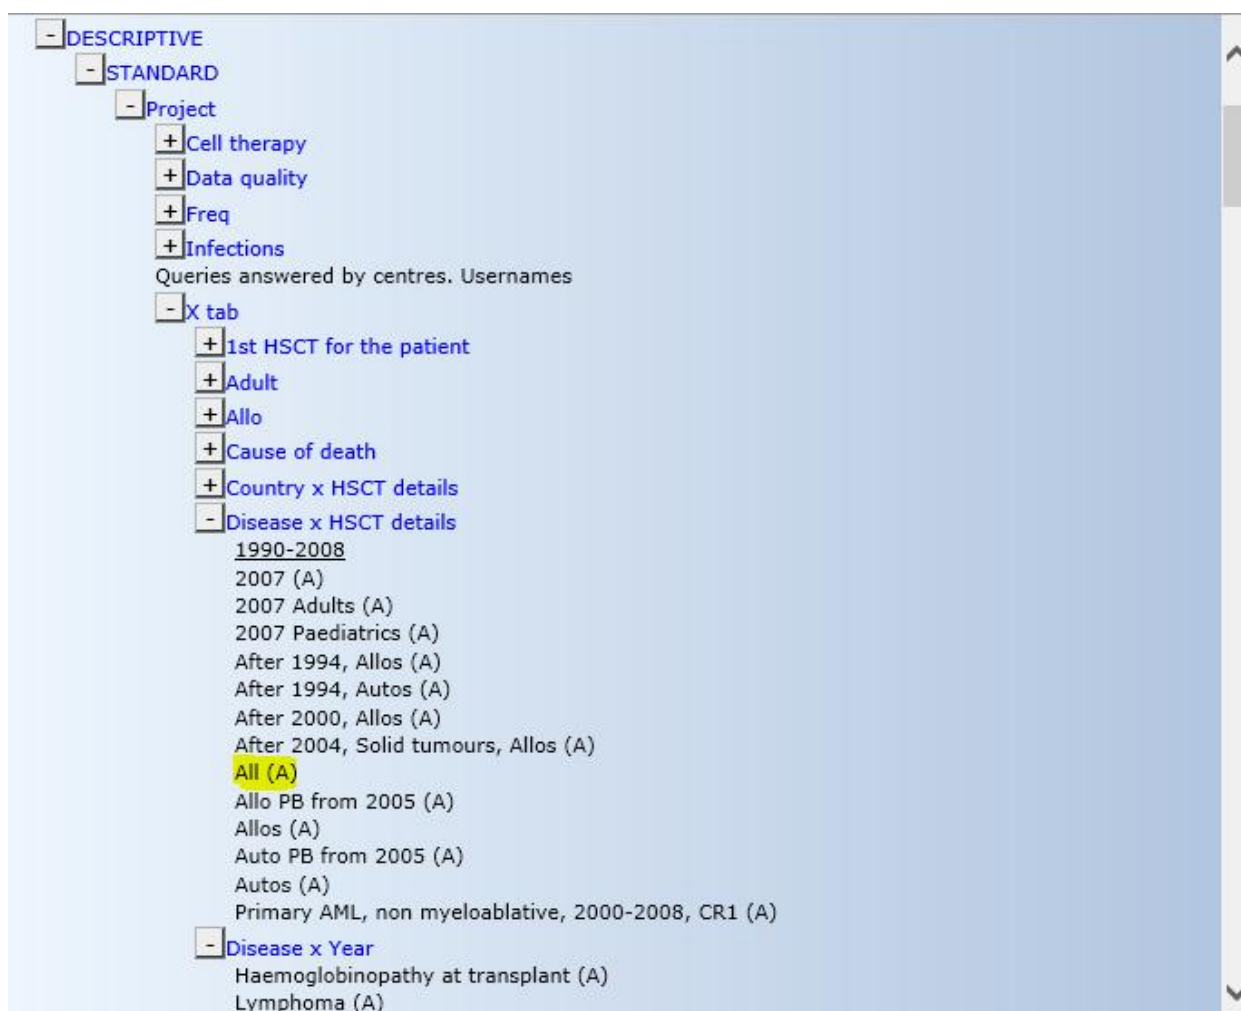 - DESCRIPTIVE
- STANDARD
- Project
+ Cell therapy
+ Data quality
+ Freq
+ Infections
Queries answered by centres. Usernames
- X tab
+ 1st HSCT for the patient
+ Adult
+ Allo
+ Cause of death
+ Country x HSCT details
- Disease x HSCT details
1990-2008
2007 (A)
2007 Adults (A)
2007 Paediatrics (A)
After 1994, Allos (A)
After 1994, Autos (A)
After 2000, Allos (A)
After 2004, Solid tumours, Allos (A)
All (A)
Allo PB from 2005 (A)
Allos (A)
Auto PB from 2005 (A)
Autos (A)
Primary AML, non myeloablative, 2000-2008, CR1 (A)
- Disease x Year
Haemoglobinopathy at transplant (A)
Lymphoma (A)